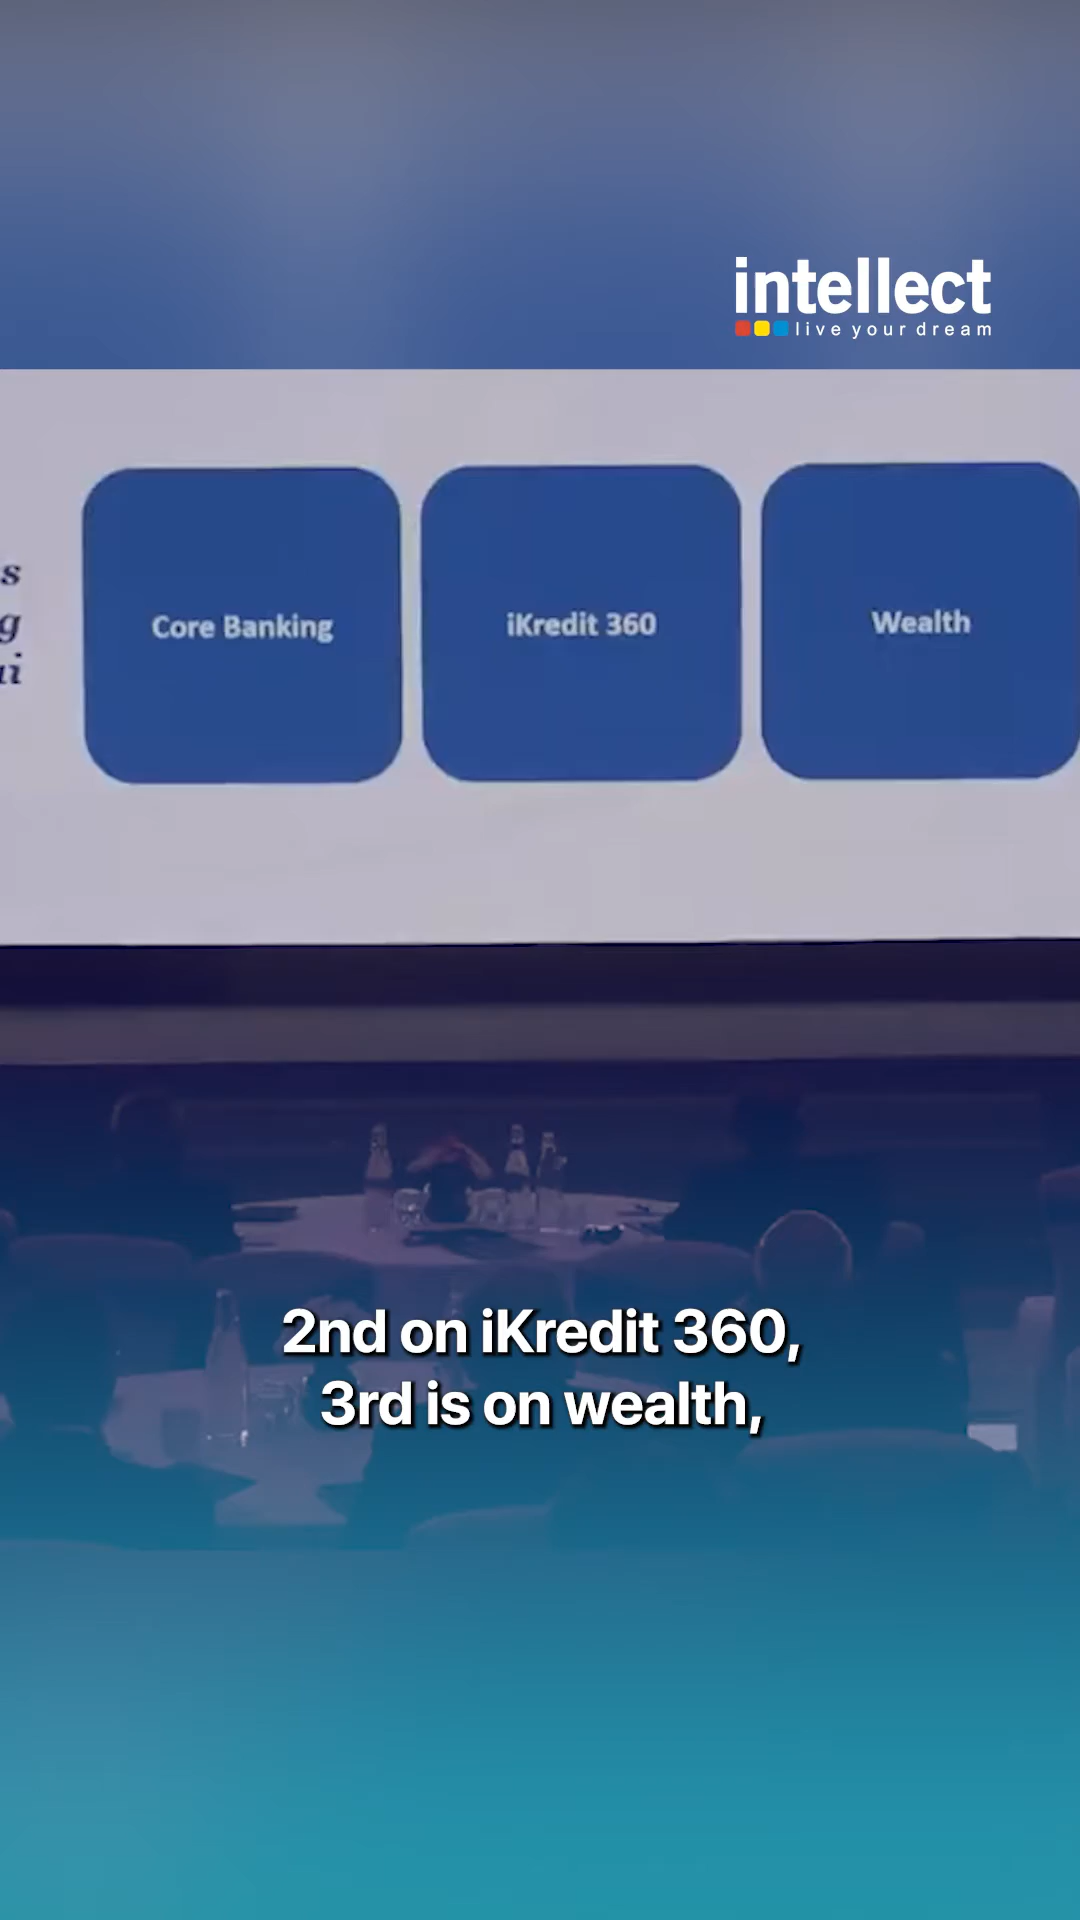 intellect
live your dream
Core Banking
iKredit 360
Wealth
2nd on iKredit 360,
3rd is on wealth,